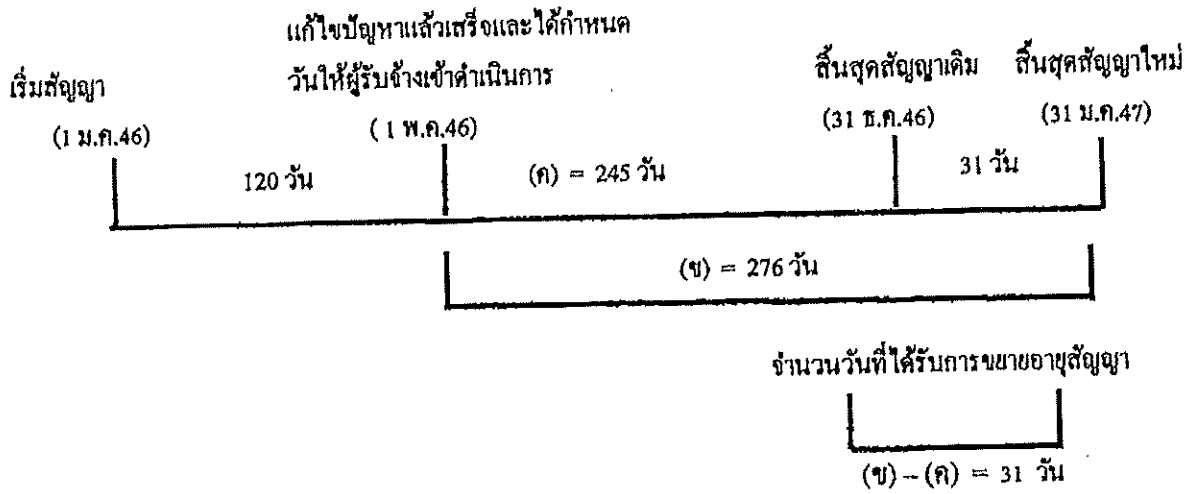 แก้ไขปัญหาแล้วเสร็จและได้กำหนด
วันให้ผู้รับจ้างเข้าดำเนินการ
เริ่มสัญญา
สิ้นสุดสัญญาเดิม
สิ้นสุดสัญญาใหม่
(1 ม.ค.46)
( 1 พ.ค.46)
(31 ธ.ค.46)
(31 ม.ค.47)
120 วัน
(ค) = 245 วัน
31 วัน
(ข) = 276 วัน
จำนวนวันที่ได้รับการขยายอายุสัญญา
(ข) – (ค) = 31 วัน